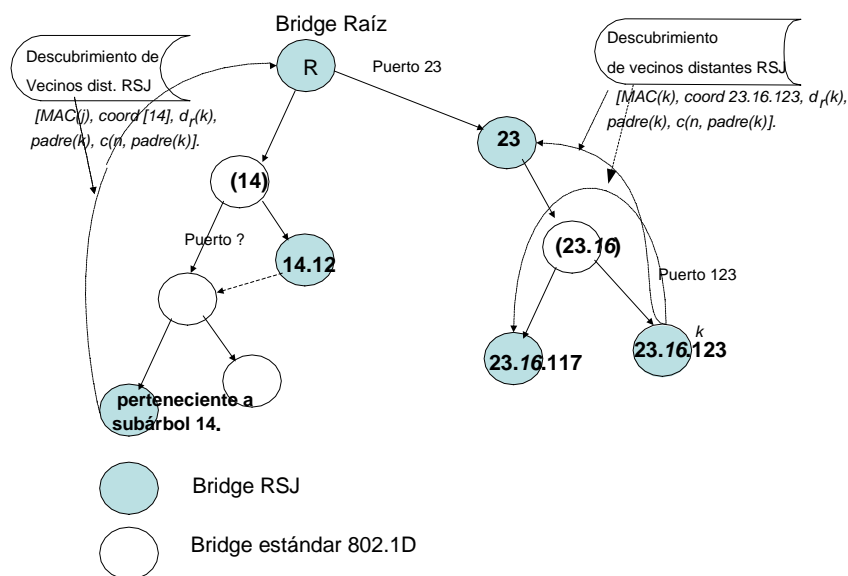 Bridge Raíz
Descubrimiento de
Vecinos dist. RSJ
[MAC(j), coord [14], dr(k),
padre(k), c(n, padre(k)].
R
Puerto 23
Descubrimiento
de vecinos distantes RSJ
[MAC(k), coord 23.16.123, dr(k),
padre(k), c(n, padre(k)].
23
(14)
Puerto ?
14.12
(23.16)
Puerto 123
k
23.16.117
23.16.123
perteneciente a
subárbol 14.
Bridge RSJ
Bridge estándar 802.1D